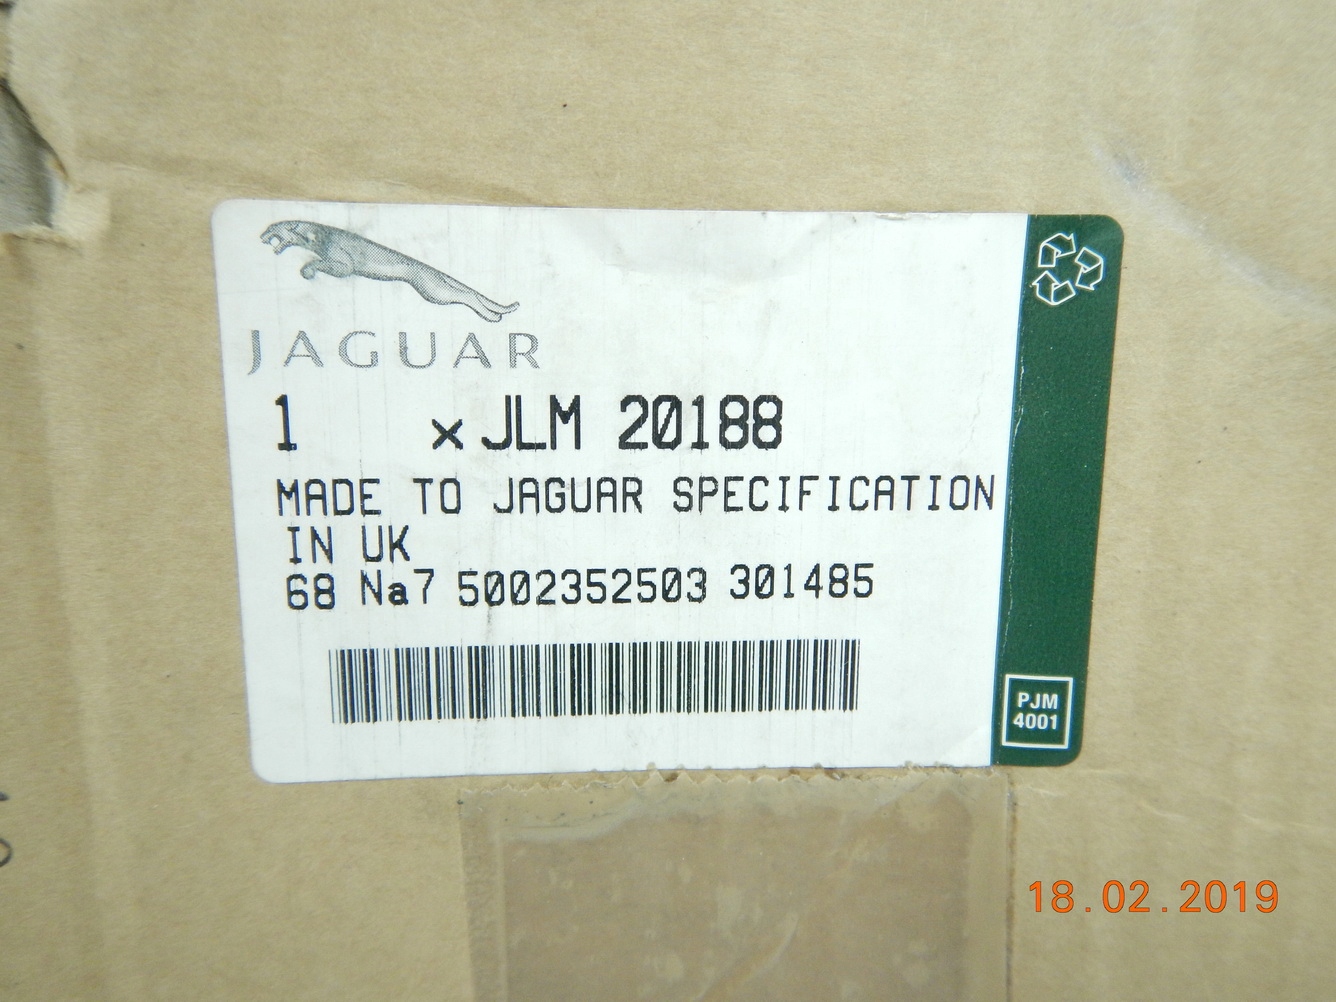 JAGUAR
1 x JLM 20188
MADE TO JAGUAR SPECIFICATION
IN UK
68 Na7 5002352503 301485
PJM
4001
18.02.2019